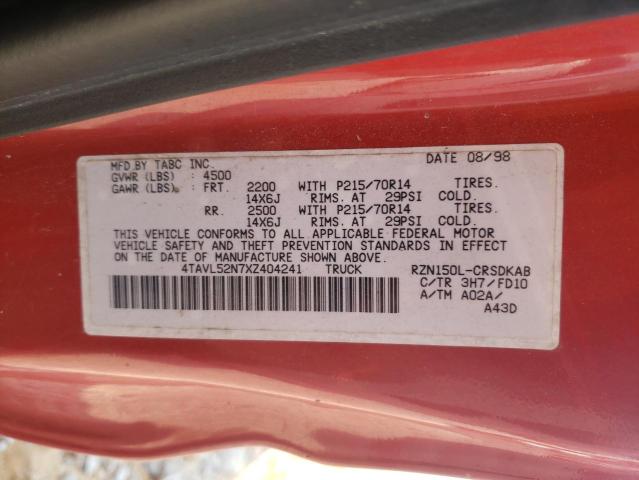 MFD.BY TABC INC. DATE 08/98
GVWR (LBS) 4500
GAWR (LBS) FRT. 2200 WITH P215/70R14 TIRES.
14X6J RIMS. AT 29PSI COLD.
RR. 2500 WITH P215/70R14 TIRES.
14X6J RIMS. AT 29PSI COLD.
THIS VEHICLE CONFORMS TO ALL APPLICABLE FEDERAL MOTOR
VEHICLE SAFETY AND THEFT PREVENTION STANDARDS IN EFFECT
ON THE DATE OF MANUFACTURE SHOWN ABOVE.
4TAVL52N7XZ404241 TRUCK RZN150L-CRSDKAB
C/TR 3H7/FD10
A/TM A02A/
A43D